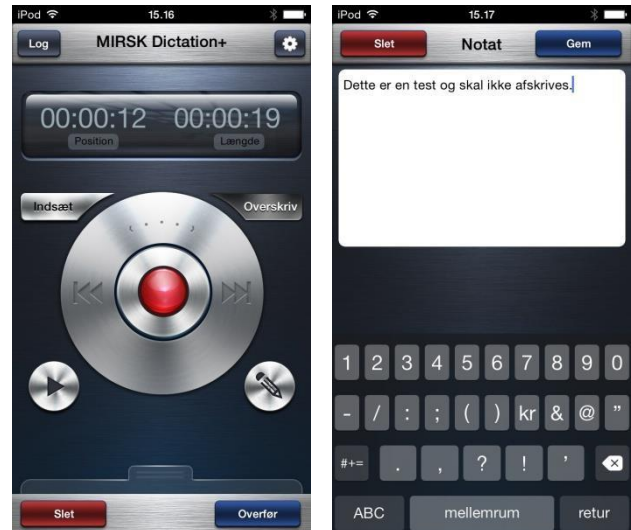 iPod 15.16
Log MIRSK Dictation+
00:00:12 00:00:19
Position Længde
Indsæt Overskriv
Slet Overfør
iPod 15.17
Slet Notat Gem
Dette er en test og skal ikke afskrives.
1 2 3 4 5 6 7 8 9 0
- / : ; ( ) kr & @ "
#+= . , ? ! '
ABC mellemrum retur